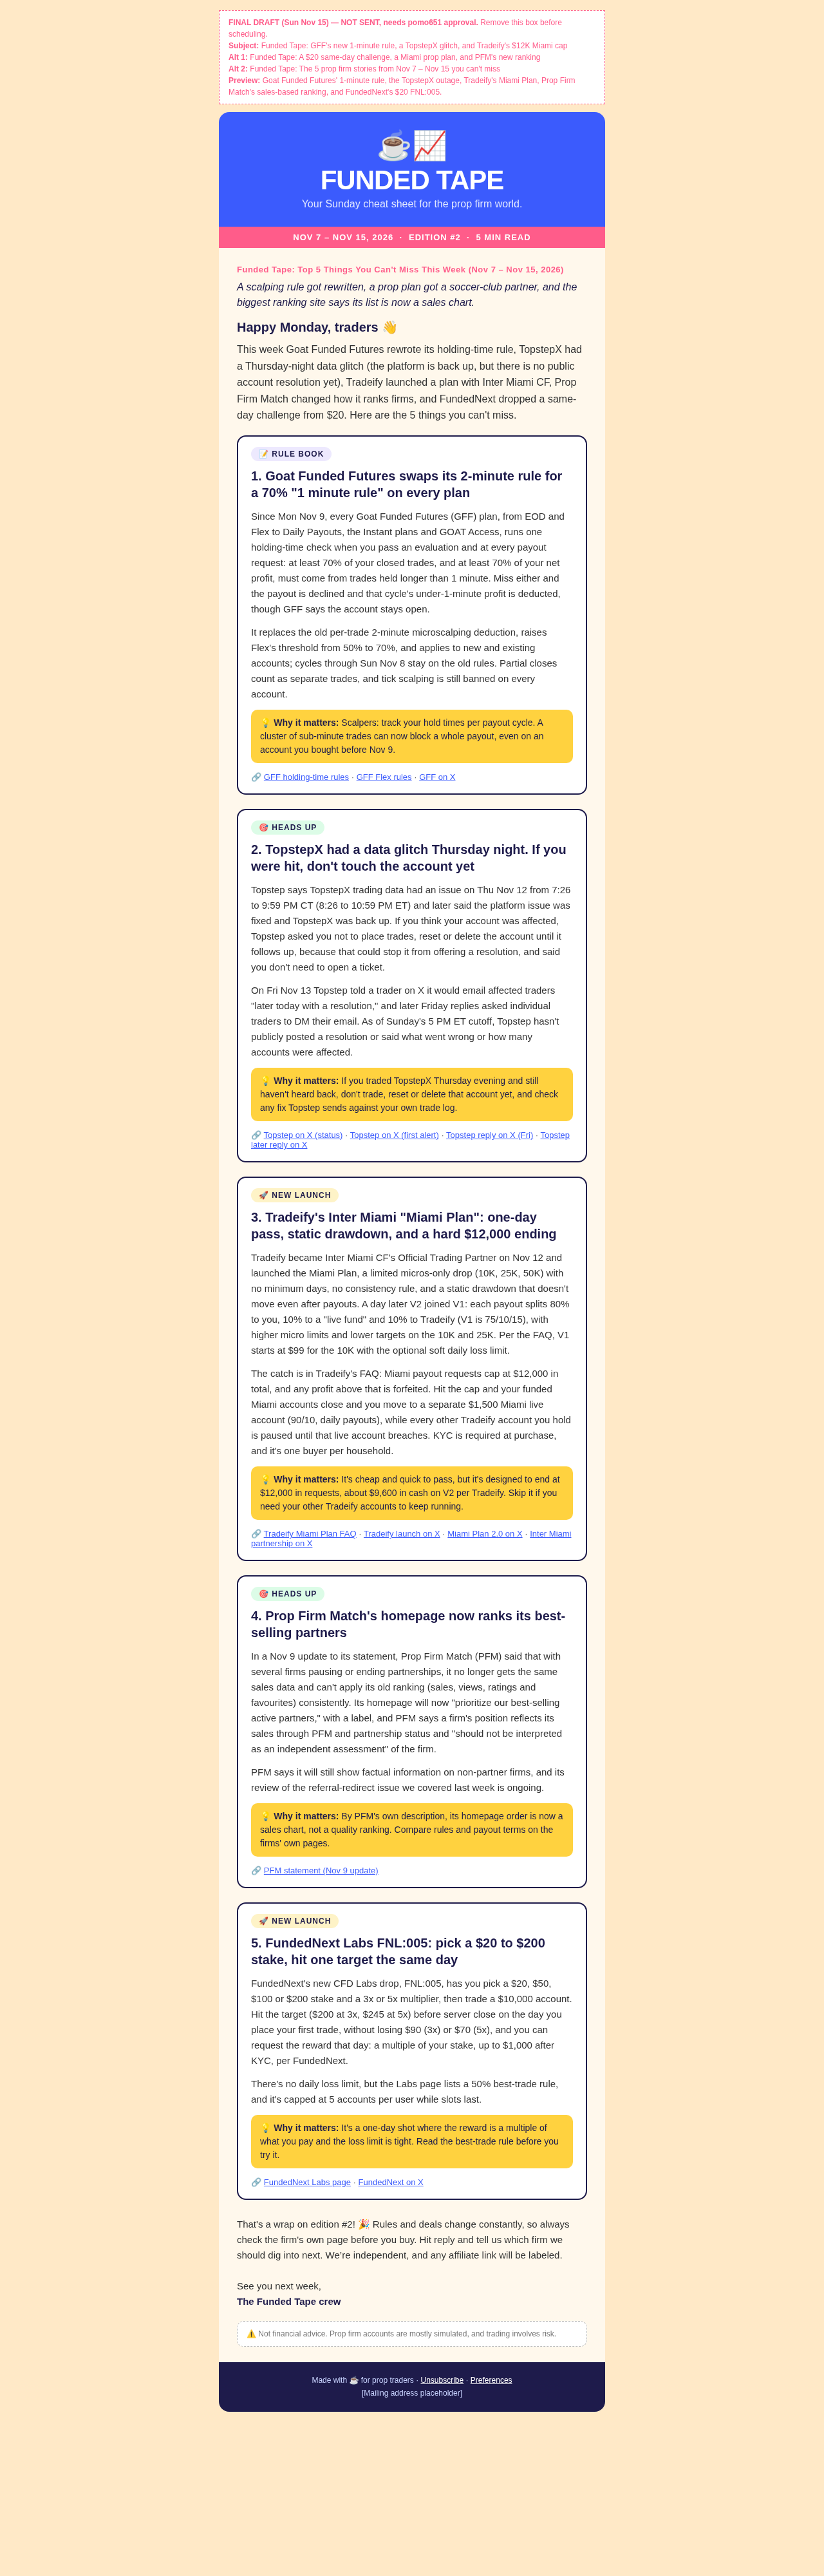 FINAL DRAFT (Sun Nov 15) — NOT SENT, needs pomo651 approval. Remove this box before
scheduling.
Subject: Funded Tape: GFF's new 1-minute rule, a TopstepX glitch, and Tradeify's $12K Miami cap
Alt 1: Funded Tape: A $20 same-day challenge, a Miami prop plan, and PFM's new ranking
Alt 2: Funded Tape: The 5 prop firm stories from Nov 7 – Nov 15 you can't miss
Preview: Goat Funded Futures' 1-minute rule, the TopstepX outage, Tradeify's Miami Plan, Prop Firm
Match's sales-based ranking, and FundedNext's $20 FNL:005.
☕📈
FUNDED TAPE
Your Sunday cheat sheet for the prop firm world.
NOV 7 – NOV 15, 2026 · EDITION #2 · 5 MIN READ
Funded Tape: Top 5 Things You Can't Miss This Week (Nov 7 – Nov 15, 2026)
A scalping rule got rewritten, a prop plan got a soccer-club partner, and the
biggest ranking site says its list is now a sales chart.
Happy Monday, traders 👋
This week Goat Funded Futures rewrote its holding-time rule, TopstepX had
a Thursday-night data glitch (the platform is back up, but there is no public
account resolution yet), Tradeify launched a plan with Inter Miami CF, Prop
Firm Match changed how it ranks firms, and FundedNext dropped a same-
day challenge from $20. Here are the 5 things you can't miss.
📝 RULE BOOK
1. Goat Funded Futures swaps its 2-minute rule for
a 70% "1 minute rule" on every plan
Since Mon Nov 9, every Goat Funded Futures (GFF) plan, from EOD and
Flex to Daily Payouts, the Instant plans and GOAT Access, runs one
holding-time check when you pass an evaluation and at every payout
request: at least 70% of your closed trades, and at least 70% of your net
profit, must come from trades held longer than 1 minute. Miss either and
the payout is declined and that cycle's under-1-minute profit is deducted,
though GFF says the account stays open.
It replaces the old per-trade 2-minute microscalping deduction, raises
Flex's threshold from 50% to 70%, and applies to new and existing
accounts; cycles through Sun Nov 8 stay on the old rules. Partial closes
count as separate trades, and tick scalping is still banned on every
account.
💡 Why it matters: Scalpers: track your hold times per payout cycle. A
cluster of sub-minute trades can now block a whole payout, even on an
account you bought before Nov 9.
🔗 GFF holding-time rules · GFF Flex rules · GFF on X
🎯 HEADS UP
2. TopstepX had a data glitch Thursday night. If you
were hit, don't touch the account yet
Topstep says TopstepX trading data had an issue on Thu Nov 12 from 7:26
to 9:59 PM CT (8:26 to 10:59 PM ET) and later said the platform issue was
fixed and TopstepX was back up. If you think your account was affected,
Topstep asked you not to place trades, reset or delete the account until it
follows up, because that could stop it from offering a resolution, and said
you don't need to open a ticket.
On Fri Nov 13 Topstep told a trader on X it would email affected traders
"later today with a resolution," and later Friday replies asked individual
traders to DM their email. As of Sunday's 5 PM ET cutoff, Topstep hasn't
publicly posted a resolution or said what went wrong or how many
accounts were affected.
💡 Why it matters: If you traded TopstepX Thursday evening and still
haven't heard back, don't trade, reset or delete that account yet, and check
any fix Topstep sends against your own trade log.
🔗 Topstep on X (status) · Topstep on X (first alert) · Topstep reply on X (Fri) · Topstep
later reply on X
🚀 NEW LAUNCH
3. Tradeify's Inter Miami "Miami Plan": one-day
pass, static drawdown, and a hard $12,000 ending
Tradeify became Inter Miami CF's Official Trading Partner on Nov 12 and
launched the Miami Plan, a limited micros-only drop (10K, 25K, 50K) with
no minimum days, no consistency rule, and a static drawdown that doesn't
move even after payouts. A day later V2 joined V1: each payout splits 80%
to you, 10% to a "live fund" and 10% to Tradeify (V1 is 75/10/15), with
higher micro limits and lower targets on the 10K and 25K. Per the FAQ, V1
starts at $99 for the 10K with the optional soft daily loss limit.
The catch is in Tradeify's FAQ: Miami payout requests cap at $12,000 in
total, and any profit above that is forfeited. Hit the cap and your funded
Miami accounts close and you move to a separate $1,500 Miami live
account (90/10, daily payouts), while every other Tradeify account you hold
is paused until that live account breaches. KYC is required at purchase,
and it's one buyer per household.
💡 Why it matters: It's cheap and quick to pass, but it's designed to end at
$12,000 in requests, about $9,600 in cash on V2 per Tradeify. Skip it if you
need your other Tradeify accounts to keep running.
🔗 Tradeify Miami Plan FAQ · Tradeify launch on X · Miami Plan 2.0 on X · Inter Miami
partnership on X
🎯 HEADS UP
4. Prop Firm Match's homepage now ranks its best-
selling partners
In a Nov 9 update to its statement, Prop Firm Match (PFM) said that with
several firms pausing or ending partnerships, it no longer gets the same
sales data and can't apply its old ranking (sales, views, ratings and
favourites) consistently. Its homepage will now "prioritize our best-selling
active partners," with a label, and PFM says a firm's position reflects its
sales through PFM and partnership status and "should not be interpreted
as an independent assessment" of the firm.
PFM says it will still show factual information on non-partner firms, and its
review of the referral-redirect issue we covered last week is ongoing.
💡 Why it matters: By PFM's own description, its homepage order is now a
sales chart, not a quality ranking. Compare rules and payout terms on the
firms' own pages.
🔗 PFM statement (Nov 9 update)
🚀 NEW LAUNCH
5. FundedNext Labs FNL:005: pick a $20 to $200
stake, hit one target the same day
FundedNext's new CFD Labs drop, FNL:005, has you pick a $20, $50,
$100 or $200 stake and a 3x or 5x multiplier, then trade a $10,000 account.
Hit the target ($200 at 3x, $245 at 5x) before server close on the day you
place your first trade, without losing $90 (3x) or $70 (5x), and you can
request the reward that day: a multiple of your stake, up to $1,000 after
KYC, per FundedNext.
There's no daily loss limit, but the Labs page lists a 50% best-trade rule,
and it's capped at 5 accounts per user while slots last.
💡 Why it matters: It's a one-day shot where the reward is a multiple of
what you pay and the loss limit is tight. Read the best-trade rule before you
try it.
🔗 FundedNext Labs page · FundedNext on X
That's a wrap on edition #2! 🎉 Rules and deals change constantly, so always
check the firm's own page before you buy. Hit reply and tell us which firm we
should dig into next. We're independent, and any affiliate link will be labeled.
See you next week,
The Funded Tape crew
⚠️ Not financial advice. Prop firm accounts are mostly simulated, and trading involves risk.
Made with ☕ for prop traders · Unsubscribe · Preferences
[Mailing address placeholder]